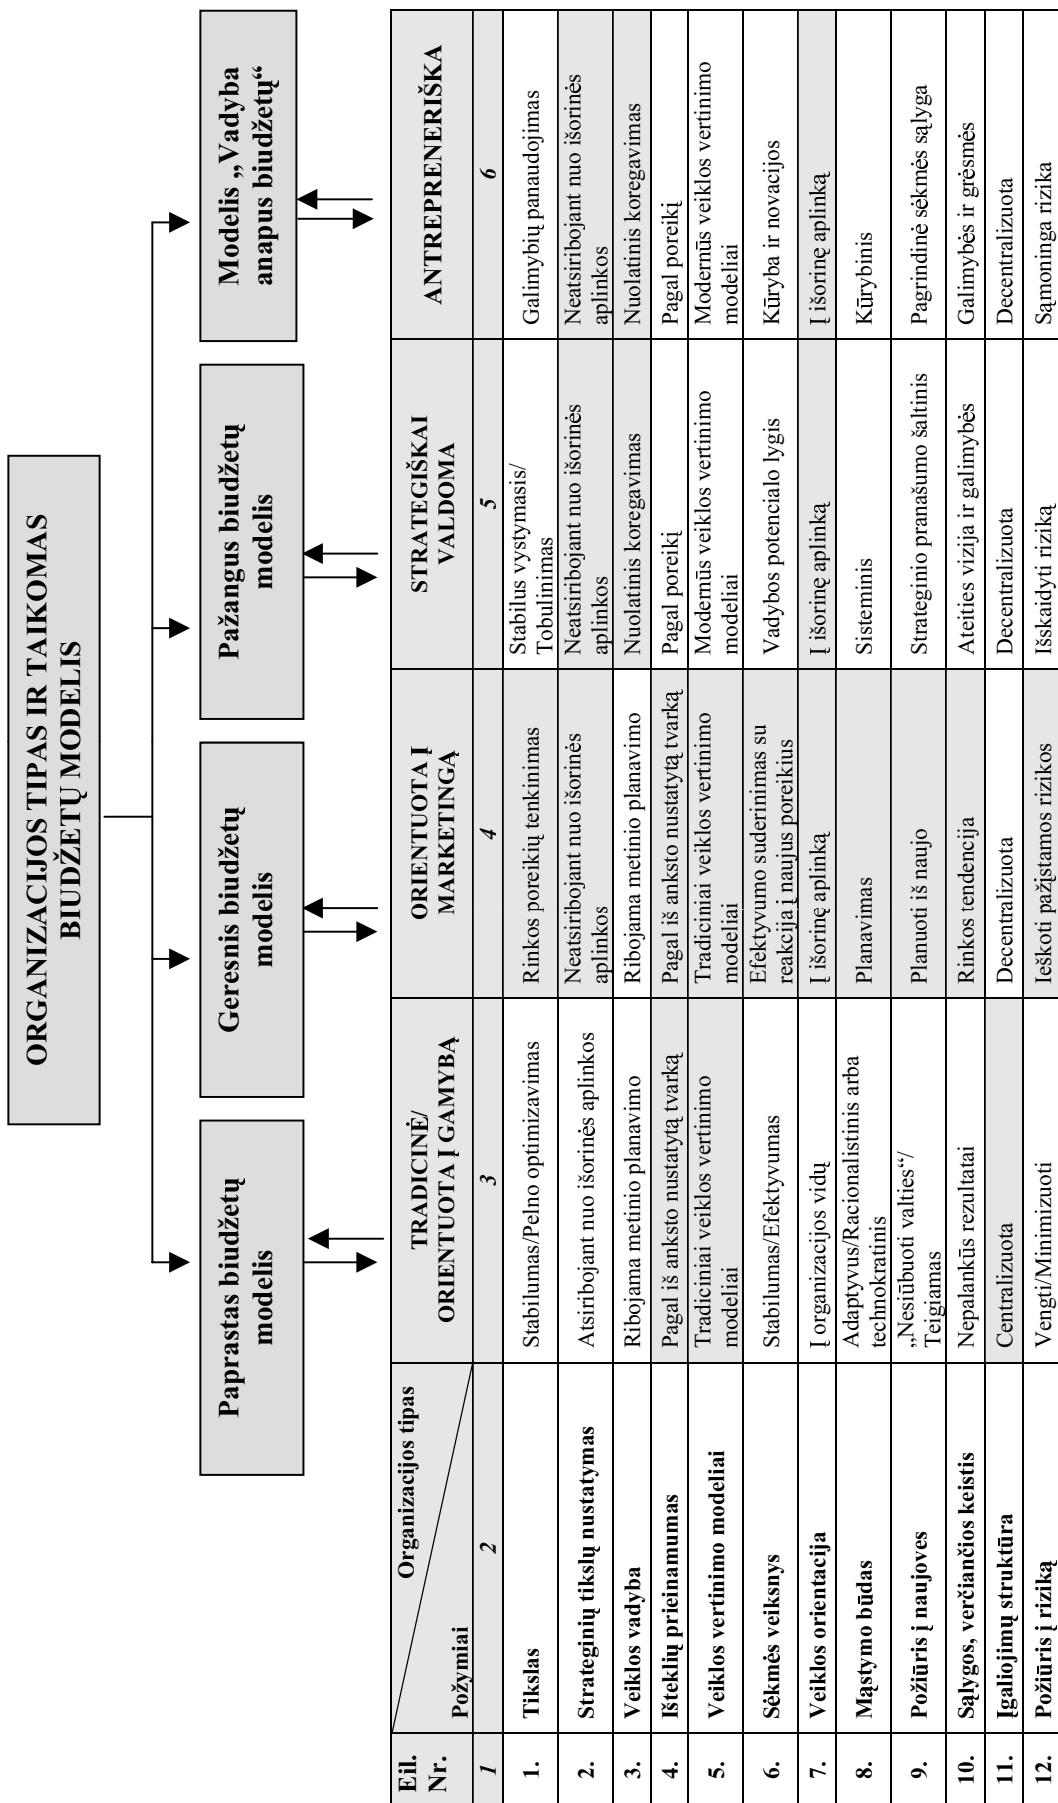 ORGANIZACIJOS TIPAS IR TAIKOMAS
BIUDŽETŲ MODELIS
Paprastas biudžetų
modelis
Geresnis biudžetų
modelis
Pažangus biudžetų
modelis
Modelis „Vadyba
anapus biudžetų“
Eil.
Nr.
Organizacijos tipas
Požymiai
TRADICINĖ/
ORIENTUOTA Į GAMYBĄ
ORIENTUOTA Į
MARKETINGĄ
STRATEGIŠKAI
VALDOMA
ANTREPRENERIŠKA
1
2
3
4
5
6
1.
Tikslas
Stabilumas/Pelno optimizavimas
Rinkos poreikių tenkinimas
Stabilus vystymasis/
Tobulinimas
Galimybių panaudojimas
2.
Strateginių tikslų nustatymas
Atsiribojant nuo išorinės aplinkos
Neatsiribojant nuo išorinės
aplinkos
Neatsiribojant nuo išorinės
aplinkos
Neatsiribojant nuo išorinės
aplinkos
3.
Veiklos vadyba
Ribojama metinio planavimo
Ribojama metinio planavimo
Nuolatinis koregavimas
Nuolatinis koregavimas
4.
Išteklių prieinamumas
Pagal iš anksto nustatytą tvarką
Pagal iš anksto nustatytą tvarką
Pagal poreikį
Pagal poreikį
5.
Veiklos vertinimo modeliai
Tradiciniai veiklos vertinimo
modeliai
Tradiciniai veiklos vertinimo
modeliai
Modernūs veiklos vertinimo
modeliai
Modernūs veiklos vertinimo
modeliai
6.
Sėkmės veiksnys
Stabilumas/Efektyvumas
Efektyvumo suderinimas su
reakcija į naujus poreikius
Vadybos potencialo lygis
Kūryba ir novacijos
7.
Veiklos orientacija
Į organizacijos vidų
Į išorinę aplinką
Į išorinę aplinką
Į išorinę aplinką
8.
Mąstymo būdas
Adaptyvus/Racionalistinis arba
technokratinis
Planavimas
Sisteminis
Kūrybinis
9.
Požiūris į naujoves
„Nesiūbuoti valties“/
Teigiamas
Planuoti iš naujo
Strateginio pranašumo šaltinis
Pagrindinė sėkmės sąlyga
10.
Sąlygos, verčiančios keistis
Nepalankūs rezultatai
Rinkos tendencija
Ateities vizija ir galimybės
Galimybės ir grėsmės
11.
Įgaliojimų struktūra
Centralizuota
Decentralizuota
Decentralizuota
Decentralizuota
12.
Požiūris į riziką
Vengti/Minimizuoti
Ieškoti pažįstamos rizikos
Išskaidyti riziką
Sąmoninga rizika